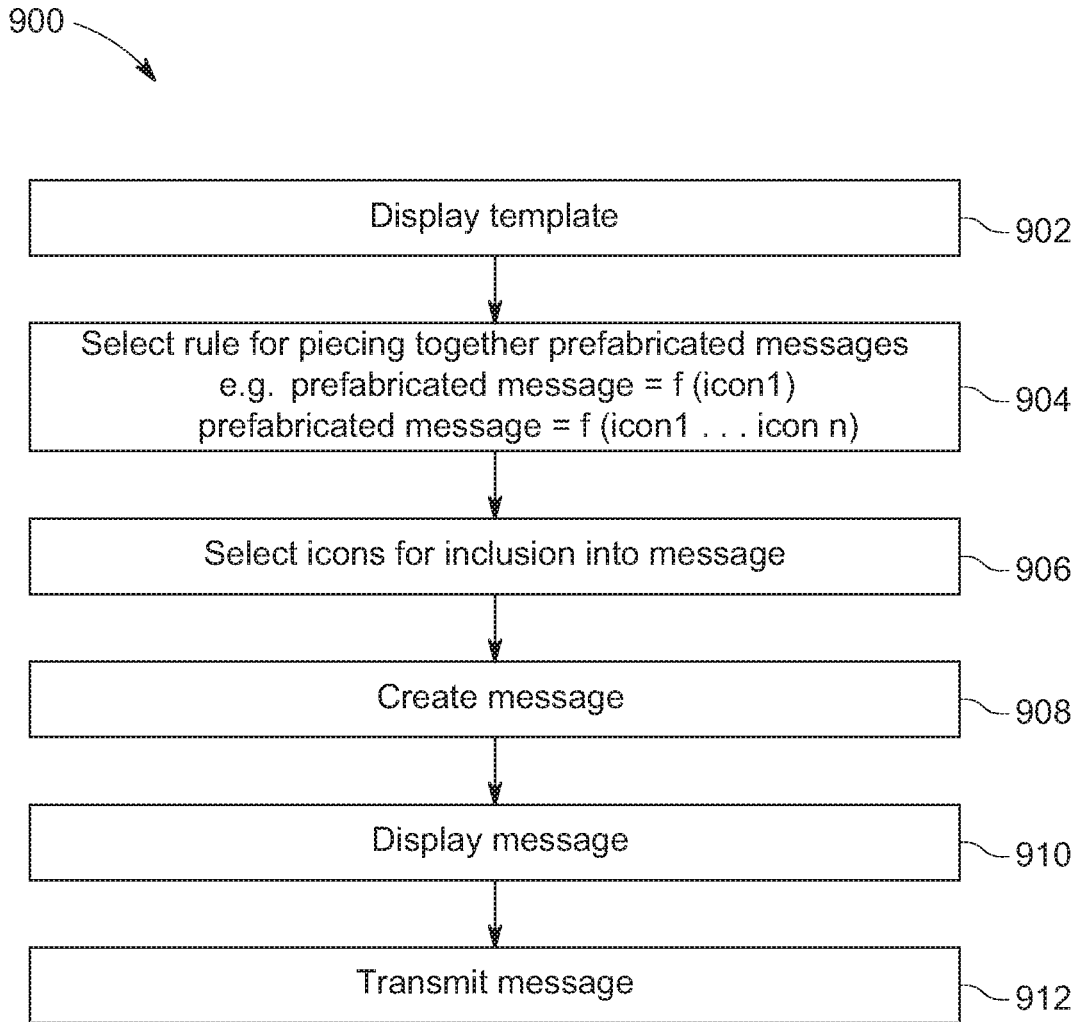 900
Display template
902
Select rule for piecing together prefabricated messages
e.g. prefabricated message = f (icon1)
prefabricated message = f (icon1 . . . icon n)
904
Select icons for inclusion into message
906
Create message
908
Display message
910
Transmit message
912